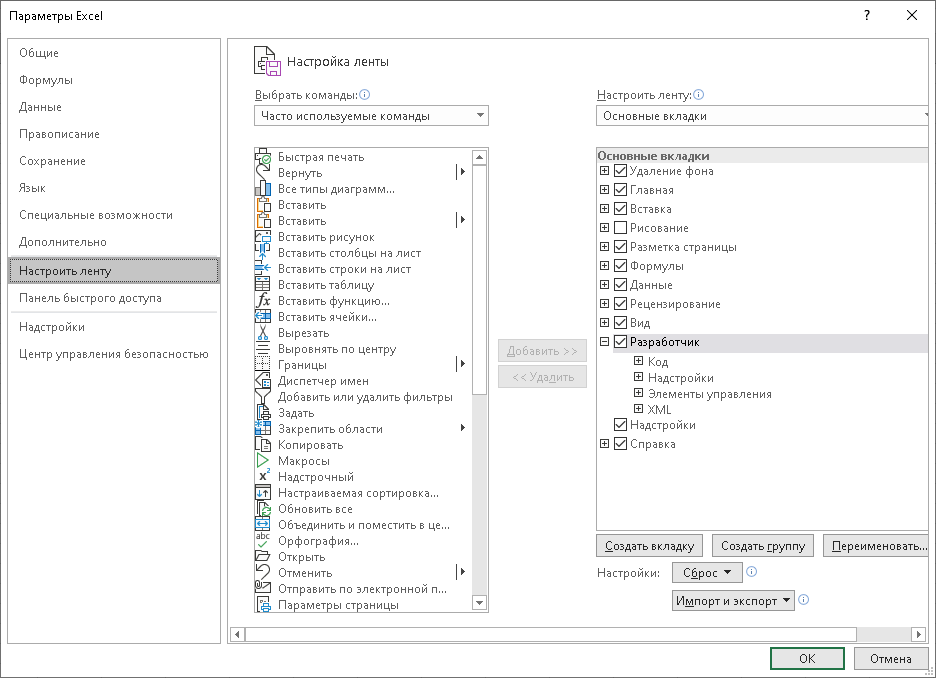 Параметры Excel
?
Общие
Формулы
Данные
Правописание
Сохранение
Язык
Специальные возможности
Дополнительно
Настроить ленту
Панель быстрого доступа
Надстройки
Центр управления безопасностью
Настройка ленты
Выбрать команды:
Часто используемые команды
Быстрая печать
Вернуть
Все типы диаграмм...
Вставить
Вставить
Вставить рисунок
Вставить столбцы на лист
Вставить строки на лист
Вставить таблицу
Вставить функцию...
Вставить ячейки...
Вырезать
Выровнять по центру
Границы
Диспетчер имен
Добавить или удалить фильтры
Задать
Закрепить области
Копировать
Макросы
Надстрочный
Настраиваемая сортировка...
Обновить все
Объединить и поместить в це...
Орфография...
Открыть
Отменить
Отправить по электронной п...
Параметры страницы
Добавить >>
<< Удалить
Настроить ленту:
Основные вкладки
Основные вкладки
Удаление фона
Главная
Вставка
Рисование
Разметка страницы
Формулы
Данные
Рецензирование
Вид
Разработчик
Код
Надстройки
Элементы управления
XML
Надстройки
Справка
Создать вкладку
Создать группу
Переименовать...
Настройки:
Сброс
Импорт и экспорт
ОК
Отмена